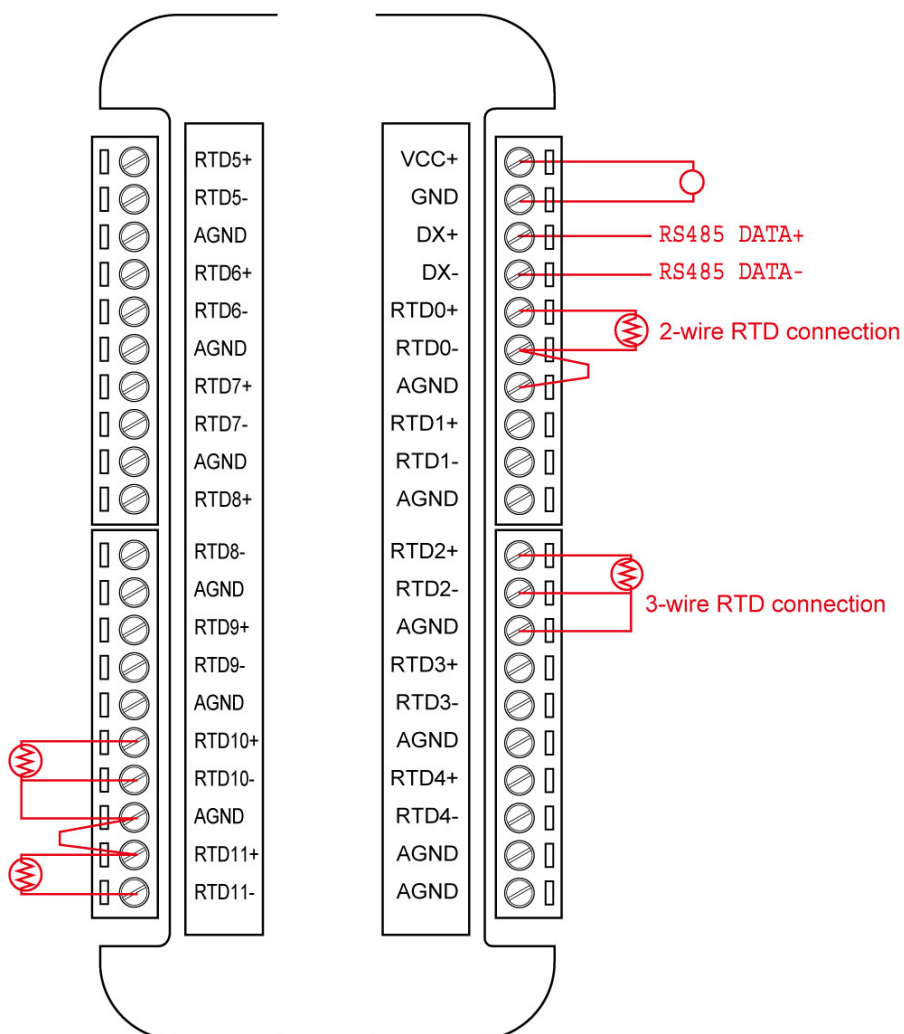 RTD5+
RTD5-
AGND
RTD6+
RTD6-
AGND
RTD7+
RTD7-
AGND
RTD8+
RTD8-
AGND
RTD9+
RTD9-
AGND
RTD10+
RTD10-
AGND
RTD11+
RTD11-
VCC+
GND
DX+ RS485 DATA+
DX- RS485 DATA-
RTD0+
2-wire RTD connection
RTD0-
AGND
RTD1+
RTD1-
AGND
RTD2+
RTD2-
3-wire RTD connection
AGND
RTD3+
RTD3-
AGND
RTD4+
RTD4-
AGND
AGND